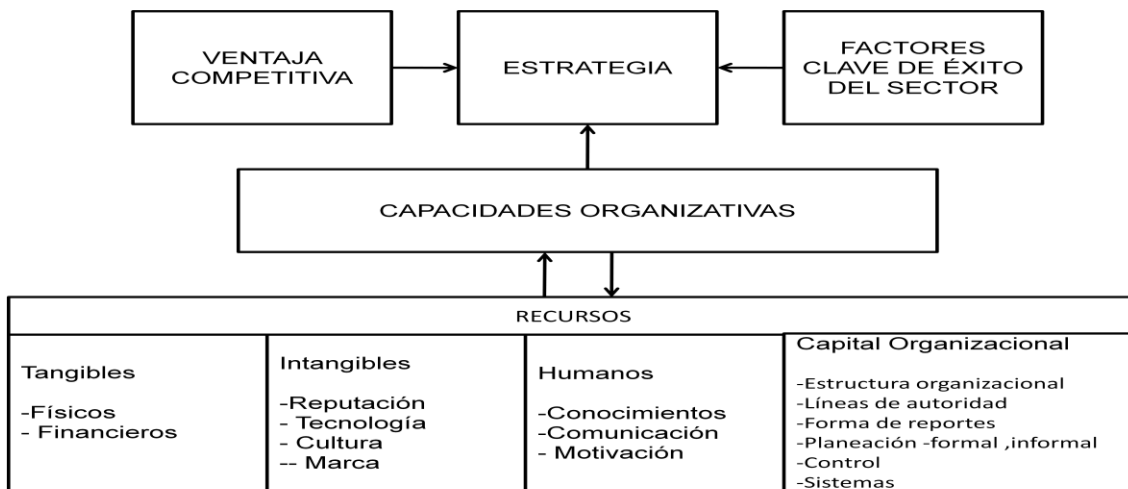 VENTAJA
COMPETITIVA
ESTRATEGIA
FACTORES
CLAVE DE ÉXITO
DEL SECTOR
CAPACIDADES ORGANIZATIVAS
RECURSOS
Tangibles
-Físicos
- Financieros
Intangibles
-Reputación
- Tecnología
- Cultura
-- Marca
Humanos
-Conocimientos
-Comunicación
- Motivación
Capital Organizacional
-Estructura organizacional
-Líneas de autoridad
-Forma de reportes
-Planeación -formal ,informal
-Control
-Sistemas